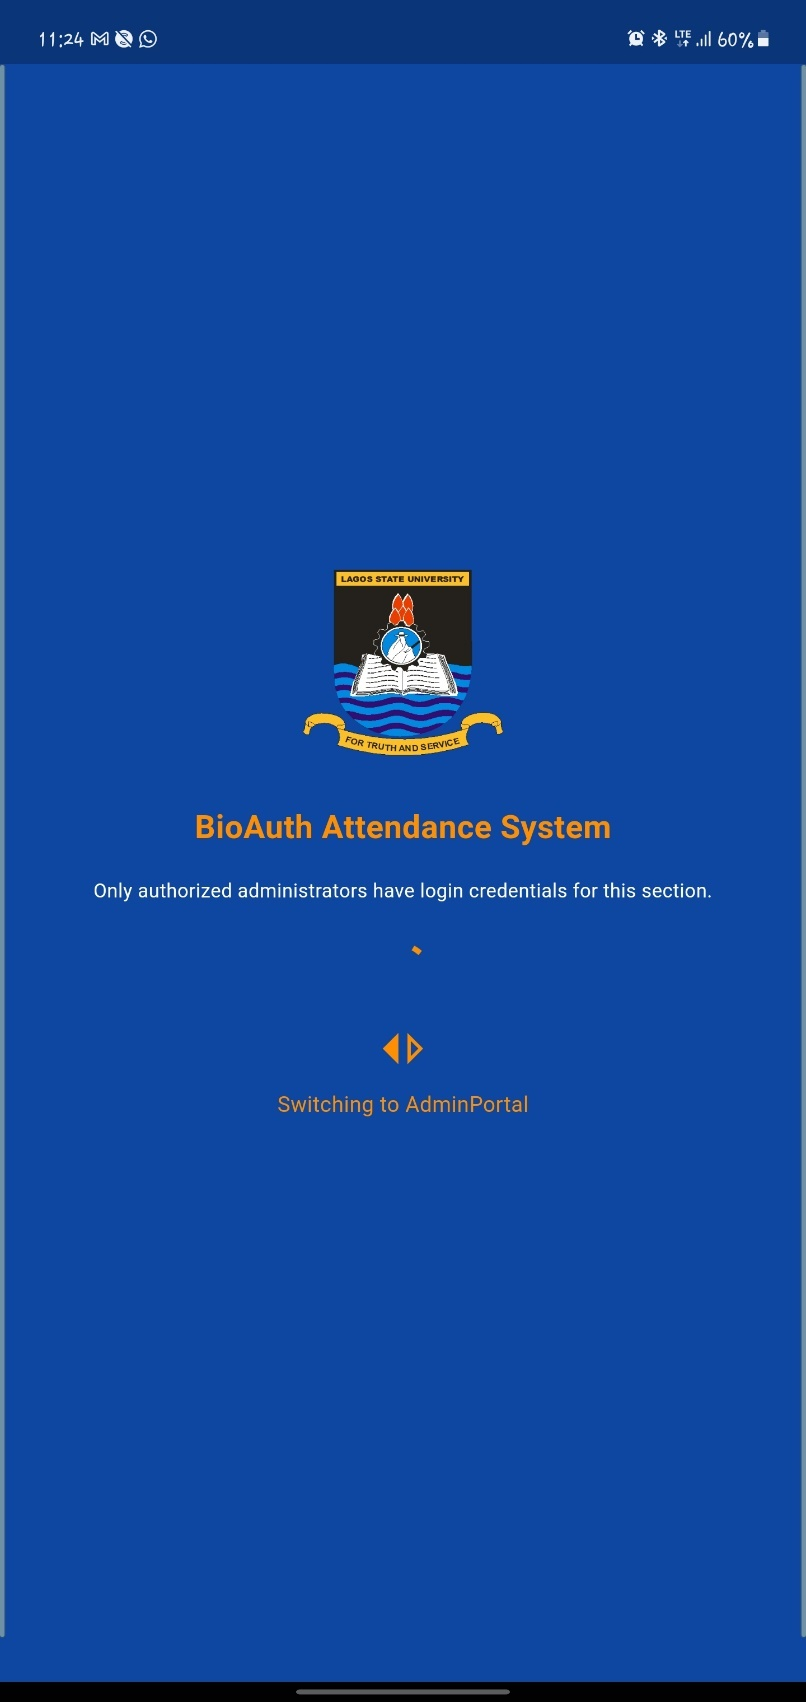 11:24
LTE
60%
LAGOS STATE UNIVERSITY
FOR TRUTH AND SERVICE
BioAuth Attendance System
Only authorized administrators have login credentials for this section.
Switching to AdminPortal